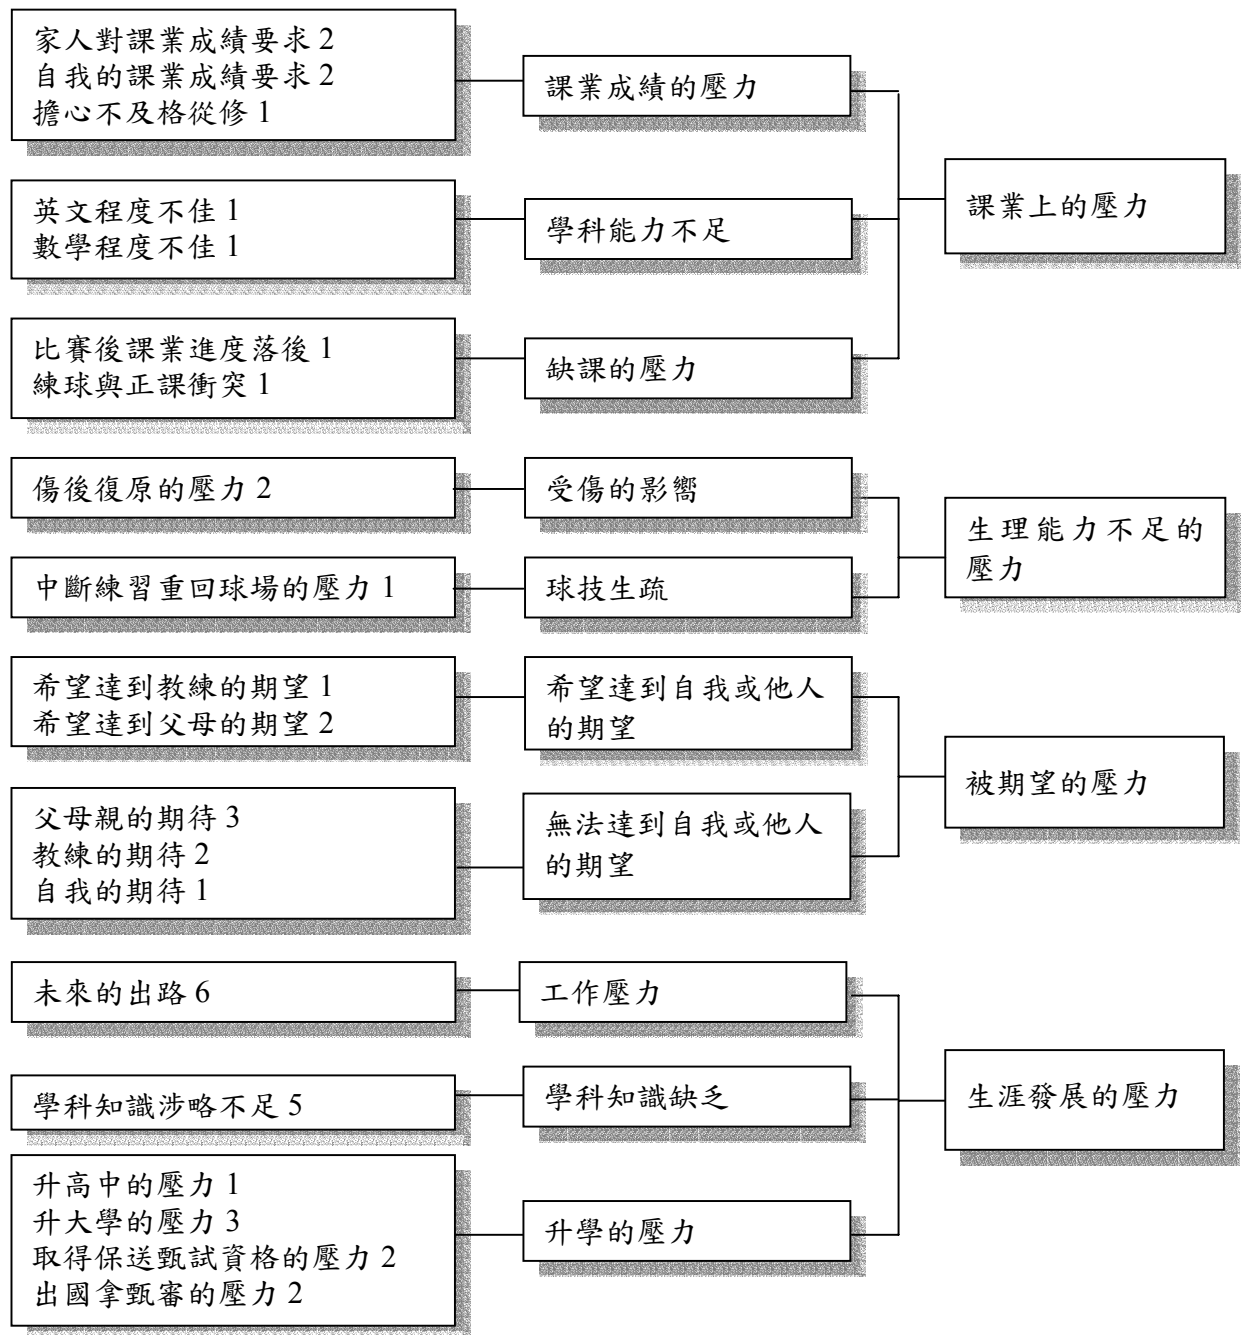 家人對課業成績要求 2
自我的課業成績要求 2
擔心不及格從修 1
課業成績的壓力
課業上的壓力
英文程度不佳 1
數學程度不佳 1
學科能力不足
比賽後課業進度落後 1
練球與正課衝突 1
缺課的壓力
傷後復原的壓力 2
受傷的影嚮
生理能力不足的
壓力
中斷練習重回球場的壓力 1
球技生疏
希望達到教練的期望 1
希望達到父母的期望 2
希望達到自我或他人
的期望
被期望的壓力
父母親的期待 3
教練的期待 2
自我的期待 1
無法達到自我或他人
的期望
未來的出路 6
工作壓力
生涯發展的壓力
學科知識涉略不足 5
學科知識缺乏
升高中的壓力 1
升大學的壓力 3
取得保送甄試資格的壓力 2
出國拿甄審的壓力 2
升學的壓力